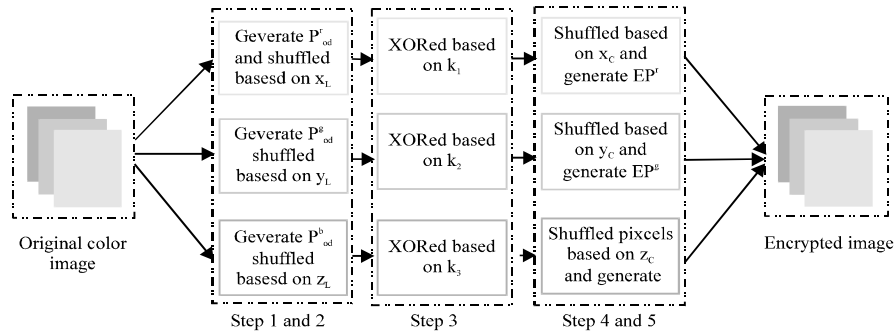 Geverate P^r_od
and shuffled
basesd on x_L
XORed based
on k_1
Shuffled based
on x_C and
generate EP^r
Geverate P^g_od
shuffled
basesd on y_L
XORed based
on k_2
Shuffled based
on y_C and
generate EP^g
Geverate P^b_od
shuffled
basesd on z_L
XORed based
on k_3
Shuffled pixcels
based on z_C
and generate
Original color
image
Encrypted image
Step 1 and 2
Step 3
Step 4 and 5